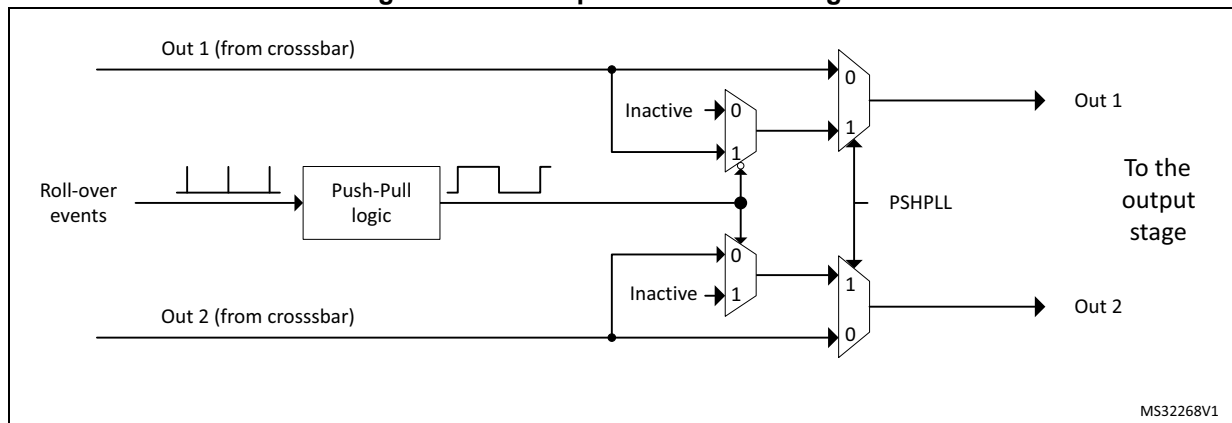 Out 1 (from crosssbar)
0
Inactive
0
Out 1
1
1
Roll-over
events
Push-Pull
logic
PSHPLL
To the
output
stage
0
1
Inactive
1
Out 2 (from crosssbar)
Out 2
0
MS32268V1